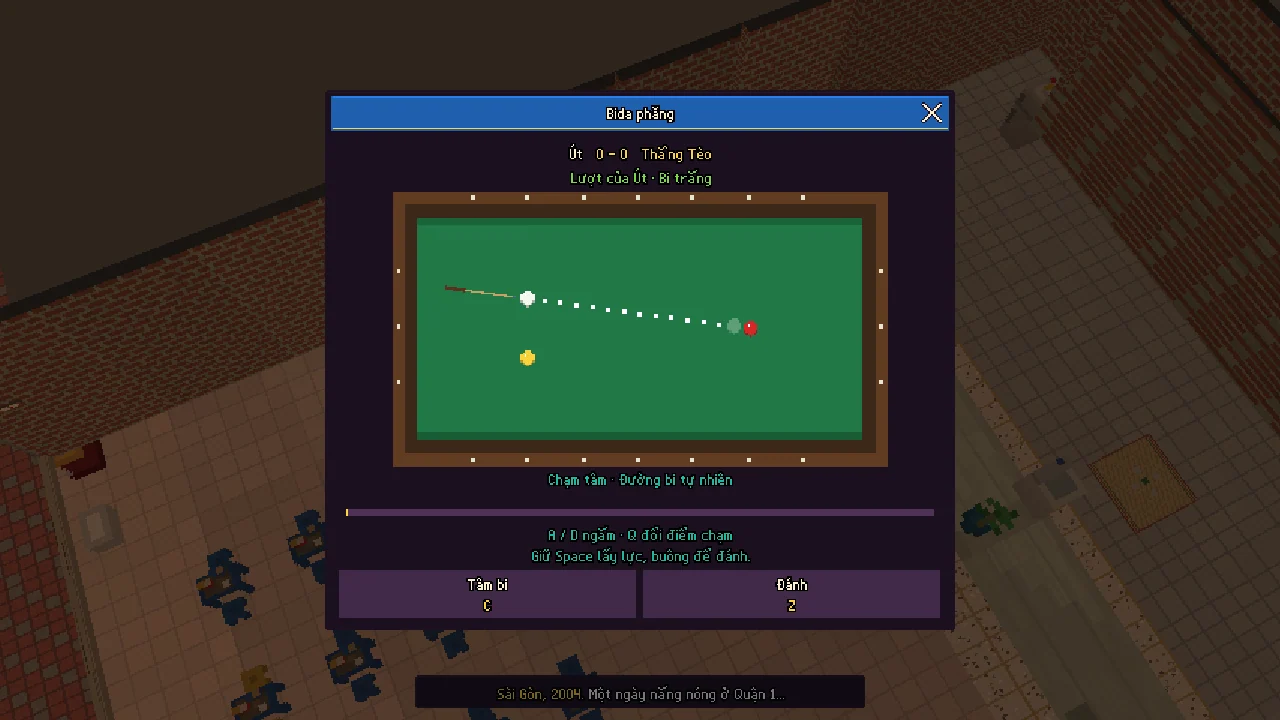 Bida phăng
Út 0 – 0 Thằng Tèo
Lượt của Út · Bi trắng
Chạm tâm · Đường bi tự nhiên
A / D ngắm · Q đổi điểm chạm
Giữ Space lấy lực, buông để đánh.
Tâm bi
C
Đánh
Z
Sài Gòn, 2004. Một ngày nắng nóng ở Quận 1...